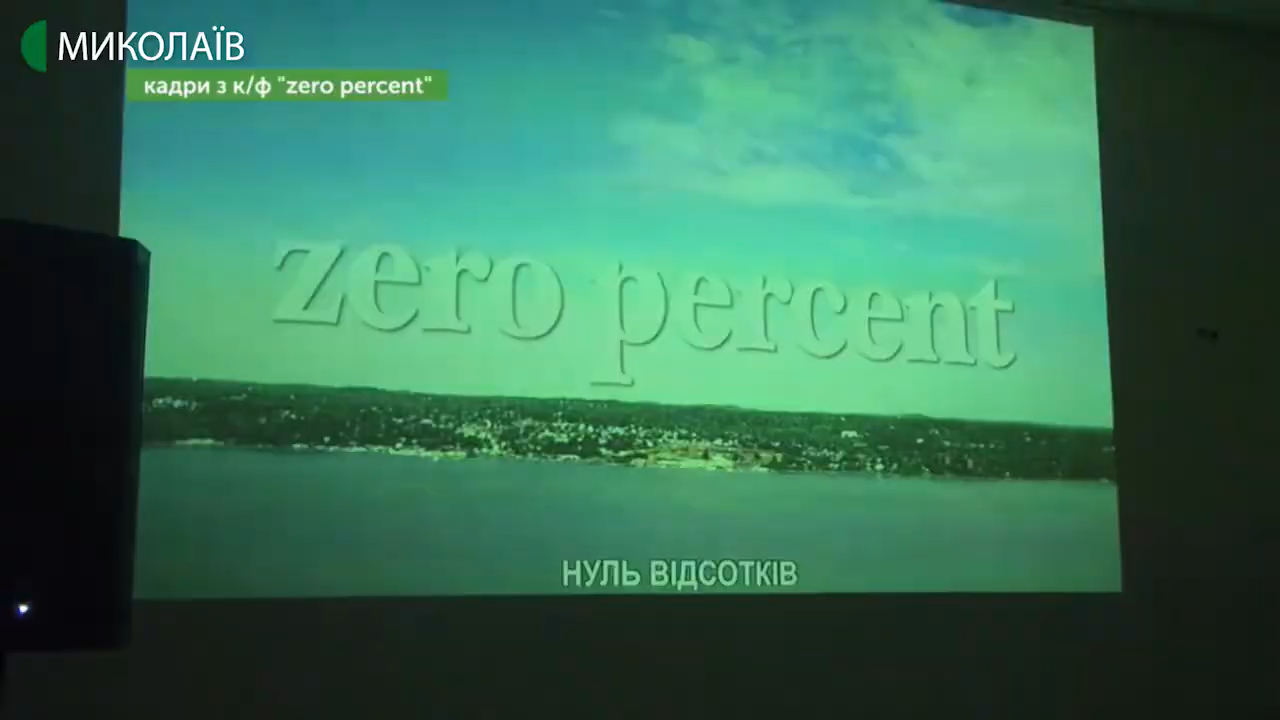 МИКОЛАЇВ
кадри з к/ф "zero percent"
zero percent
НУЛЬ ВІДСОТКІВ